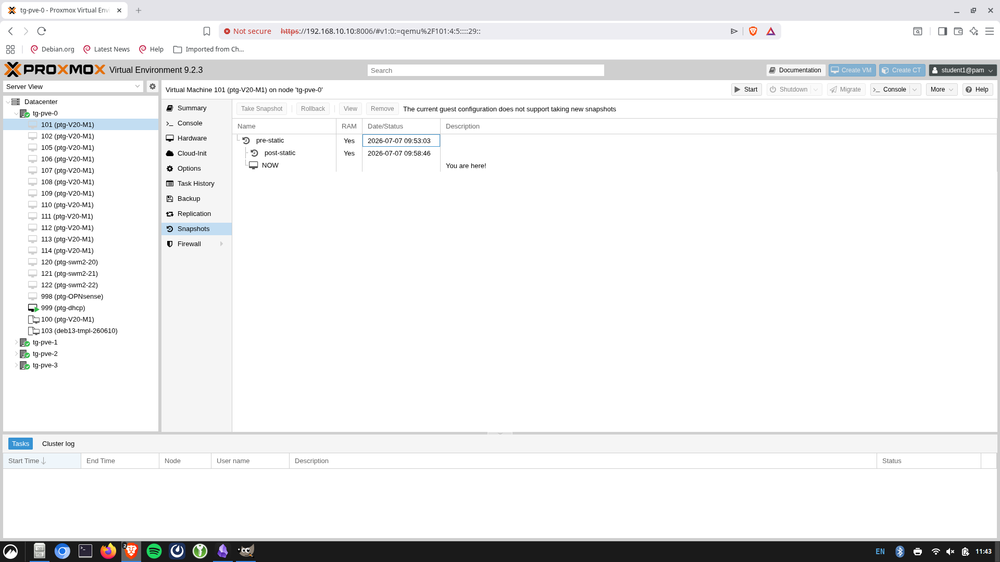 tg-pve-0 - Proxmox Virtual Envi
Not secure https://192.168.10.10:8006/#v1:0:=qemu%2F101:4:5::::29::
Debian.org Latest News Help Imported from Ch...
PROXMOX Virtual Environment 9.2.3 Search Documentation Create VM Create CT student1@pam
Server View
Virtual Machine 101 (ptg-V20-M1) on node 'tg-pve-0' Start Shutdown Migrate Console More Help
Datacenter
tg-pve-0
101 (ptg-V20-M1)
102 (ptg-V20-M1)
105 (ptg-V20-M1)
106 (ptg-V20-M1)
107 (ptg-V20-M1)
108 (ptg-V20-M1)
109 (ptg-V20-M1)
110 (ptg-V20-M1)
111 (ptg-V20-M1)
112 (ptg-V20-M1)
113 (ptg-V20-M1)
114 (ptg-V20-M1)
120 (ptg-swm2-20)
121 (ptg-swm2-21)
122 (ptg-swm2-22)
998 (ptg-OPNsense)
999 (ptg-dhcp)
100 (ptg-V20-M1)
103 (deb13-tmpl-260610)
tg-pve-1
tg-pve-2
tg-pve-3
Summary
Console
Hardware
Cloud-Init
Options
Task History
Backup
Replication
Snapshots
Firewall
Take Snapshot Rollback View Remove The current guest configuration does not support taking new snapshots
Name RAM Date/Status Description
pre-static Yes 2026-07-07 09:53:03
post-static Yes 2026-07-07 09:58:46
NOW You are here!
Tasks Cluster log
Start Time End Time Node User name Description Status
2 EN 11:43